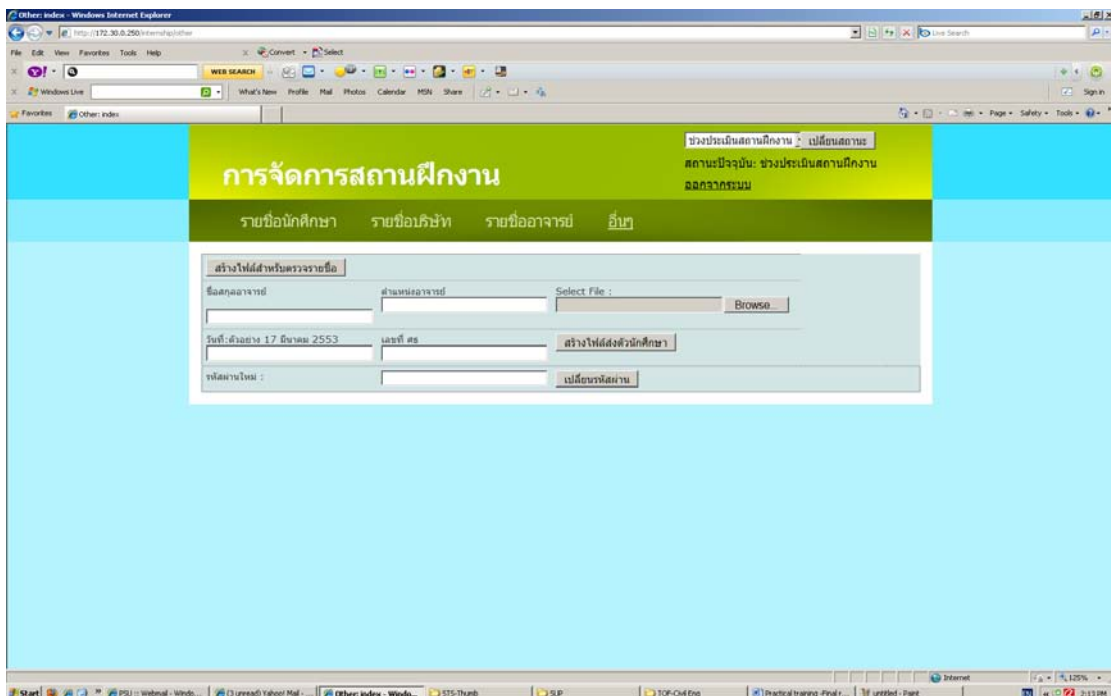 Other: index - Windows Internet Explorer
http://172.30.0.250/internship/other
Live Search
File Edit View Favorites Tools Help
Convert Select
Y! WEB SEARCH
Windows Live What's New Profile Mail Photos Calendar MSN Share Sign in
Favorites Other: index Page Safety Tools
ช่วงประเมินสถานฝึกงาน เปลี่ยนสถานะ
การจัดการสถานฝึกงาน
สถานะปัจจุบัน: ช่วงประเมินสถานฝึกงาน
ออกจากระบบ
รายชื่อนักศึกษา รายชื่อบริษัท รายชื่ออาจารย์ อื่นๆ
สร้างไฟล์สำหรับตรวจรายชื่อ
ชื่อสกุลอาจารย์ ตำแหน่งอาจารย์ Select File :
Browse...
วันที่:ตัวอย่าง 17 มีนาคม 2553 เลขที่ ศธ
สร้างไฟล์ส่งตัวนักศึกษา
รหัสผ่านใหม่ : เปลี่ยนรหัสผ่าน
Internet 125%
Start PSU :: Webmail - Windo... (3 unread) Yahoo! Mail - ... Other: index - Windo... STS-Thumb SUP TOP-Civil Eng Practical training -Final r... untitled - Paint EN 2:13 PM